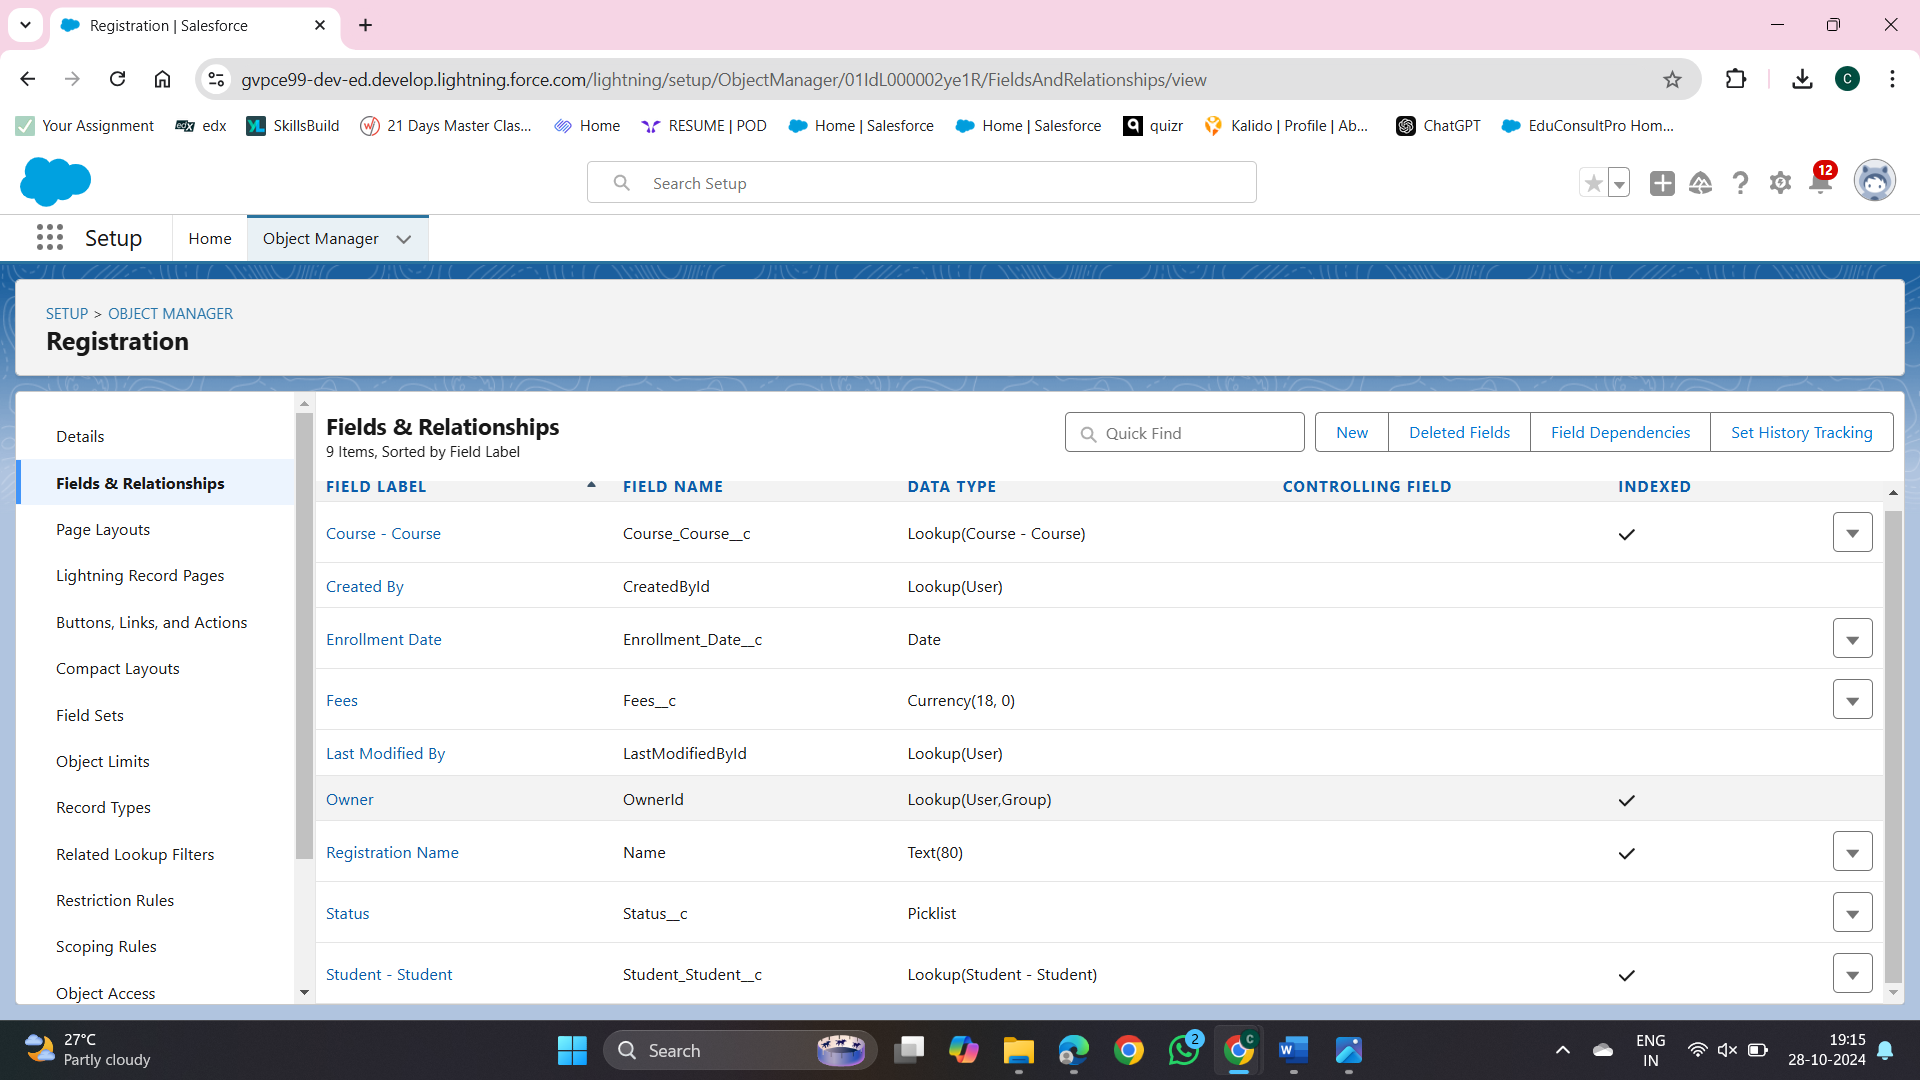 Registration | Salesforce
gvpce99-dev-ed.develop.lightning.force.com/lightning/setup/ObjectManager/01IdL000002ye1R/FieldsAndRelationships/view
C
Your Assignment edx SkillsBuild 21 Days Master Clas... Home RESUME | POD Home | Salesforce Home | Salesforce quizr Kalido | Profile | Ab... ChatGPT EduConsultPro Hom...
Search Setup
12
Setup Home Object Manager
SETUP > OBJECT MANAGER
Registration
Details
Fields & Relationships
Page Layouts
Lightning Record Pages
Buttons, Links, and Actions
Compact Layouts
Field Sets
Object Limits
Record Types
Related Lookup Filters
Restriction Rules
Scoping Rules
Object Access
Fields & Relationships
9 Items, Sorted by Field Label
Quick Find New Deleted Fields Field Dependencies Set History Tracking
FIELD LABEL FIELD NAME DATA TYPE CONTROLLING FIELD INDEXED
Course - Course Course_Course__c Lookup(Course - Course)
Created By CreatedById Lookup(User)
Enrollment Date Enrollment_Date__c Date
Fees Fees__c Currency(18, 0)
Last Modified By LastModifiedById Lookup(User)
Owner OwnerId Lookup(User,Group)
Registration Name Name Text(80)
Status Status__c Picklist
Student - Student Student_Student__c Lookup(Student - Student)
27°C
Partly cloudy
Search
2
C
W
ENG
IN
19:15
28-10-2024